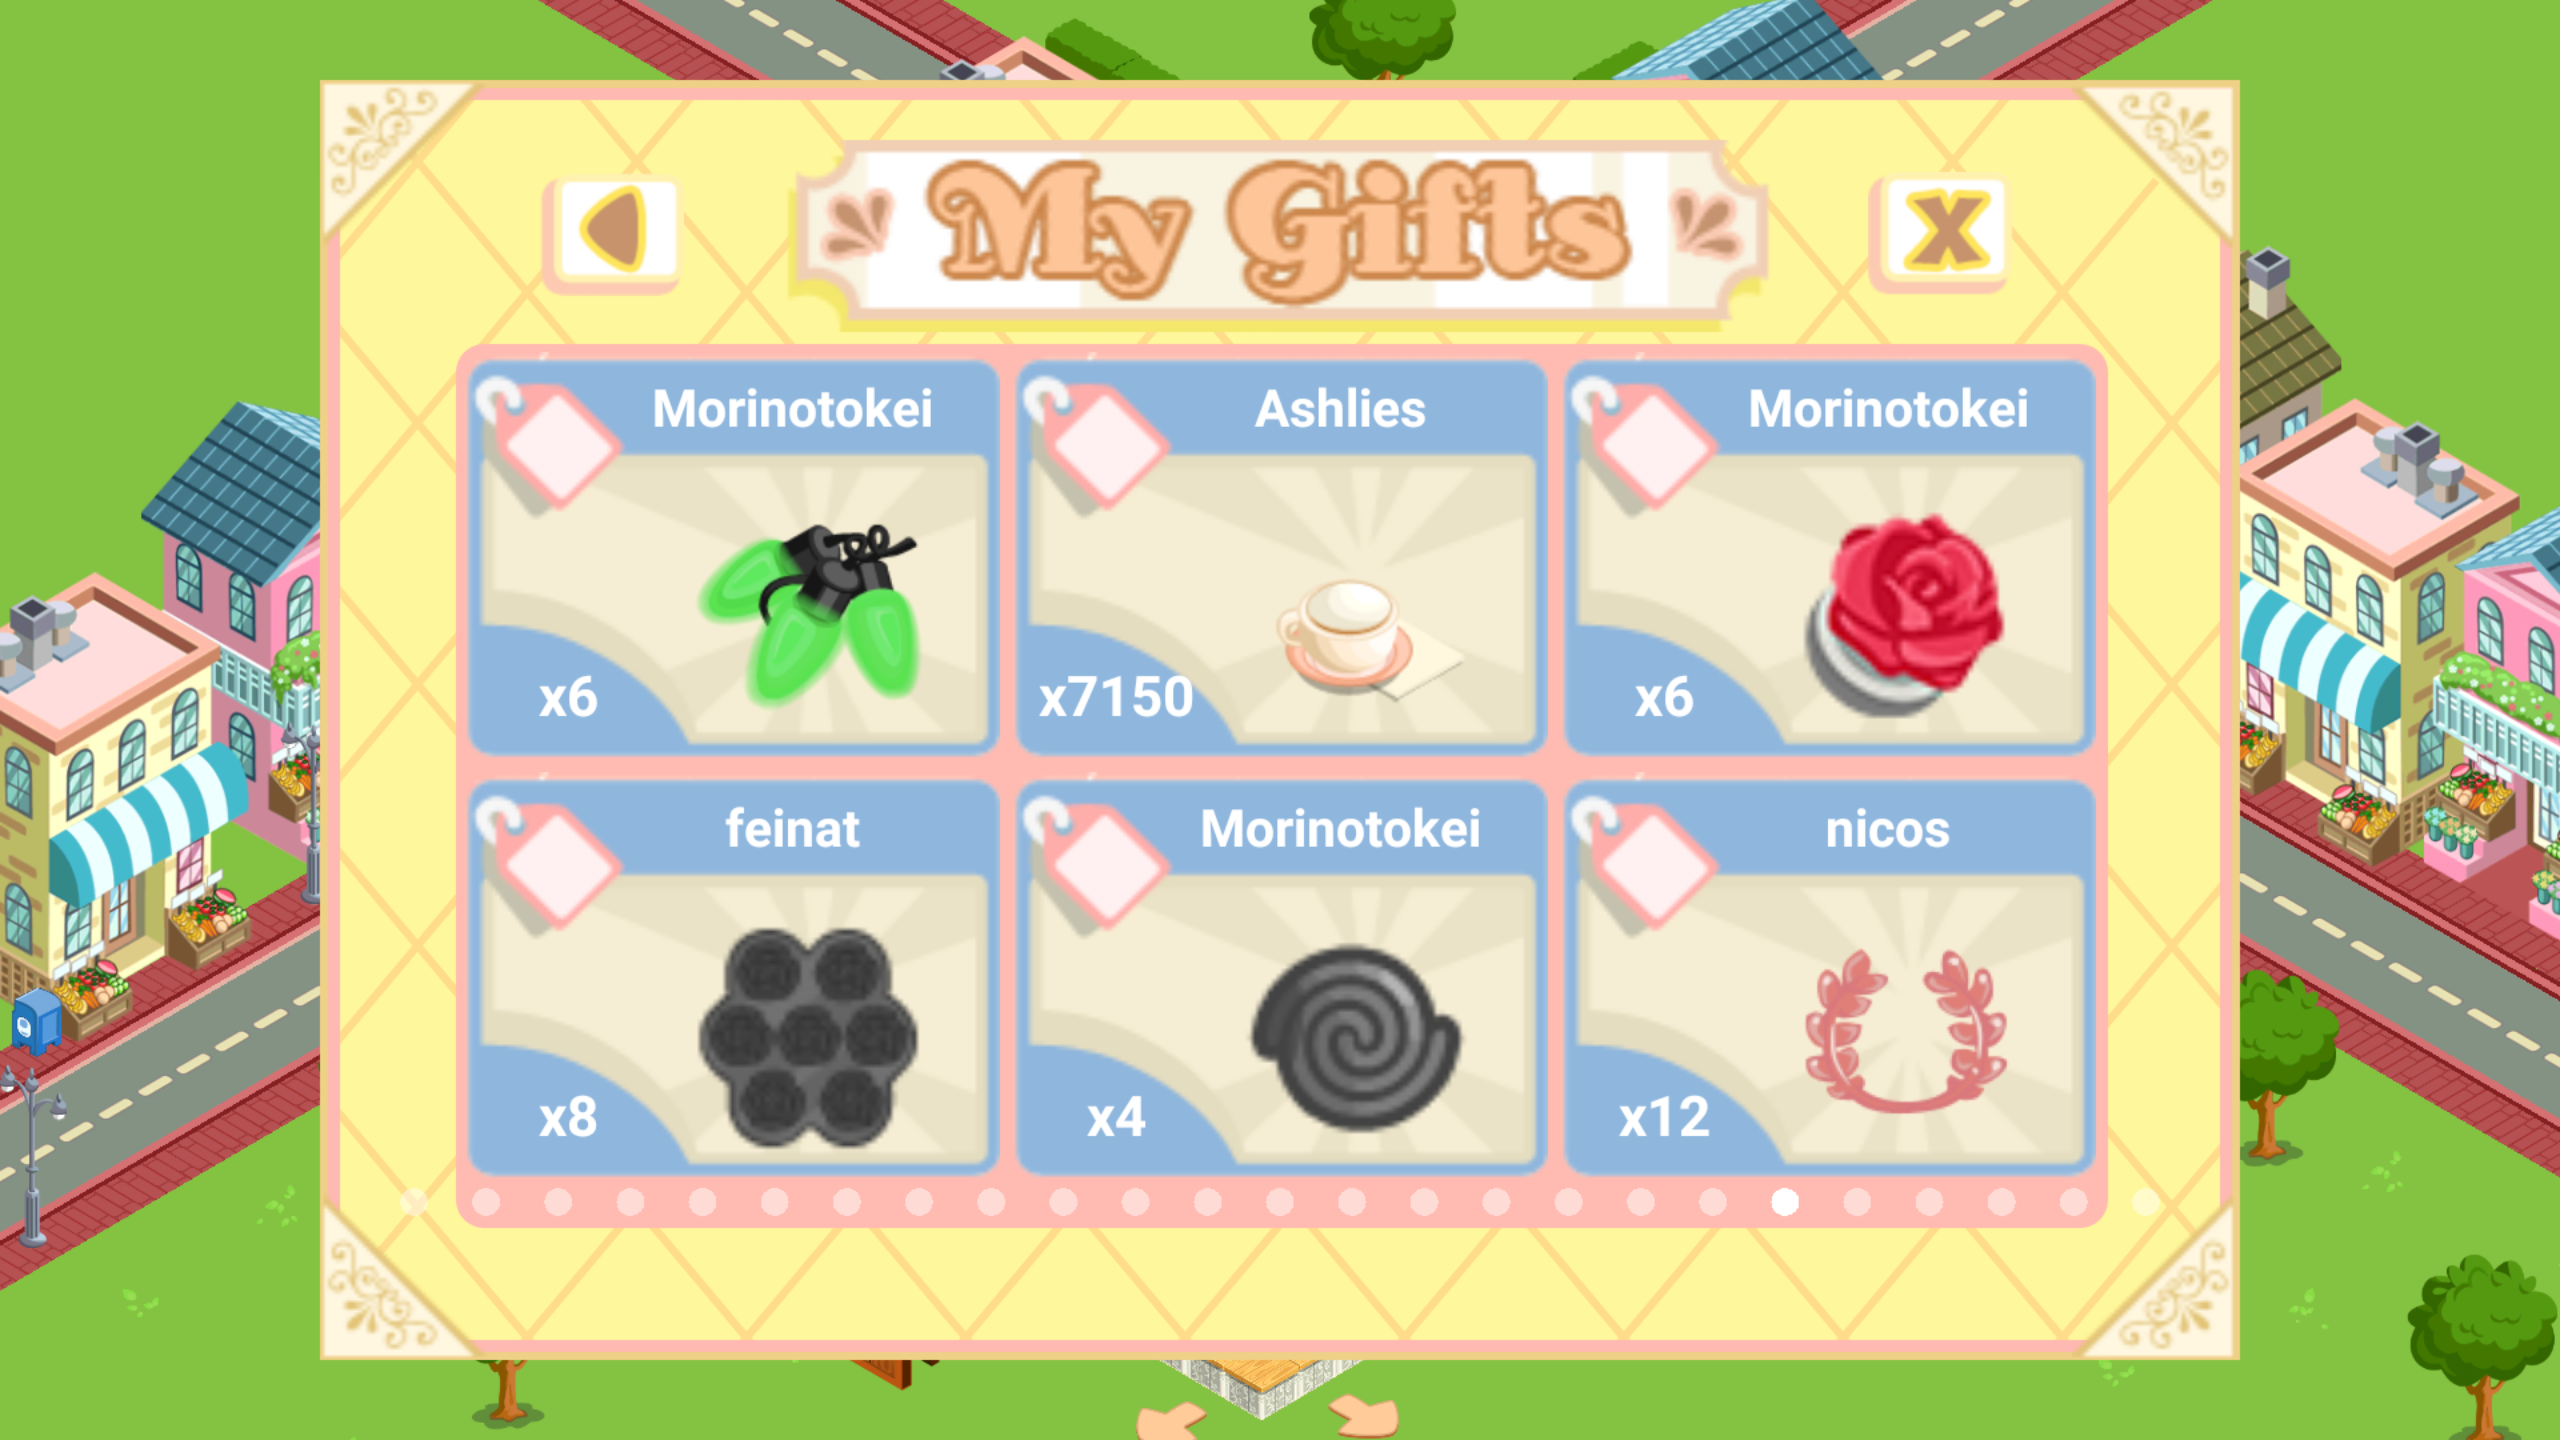 My Gifts
X
Morinotokei
x6
Ashlies
x7150
Morinotokei
x6
feinat
x8
Morinotokei
x4
nicos
x12